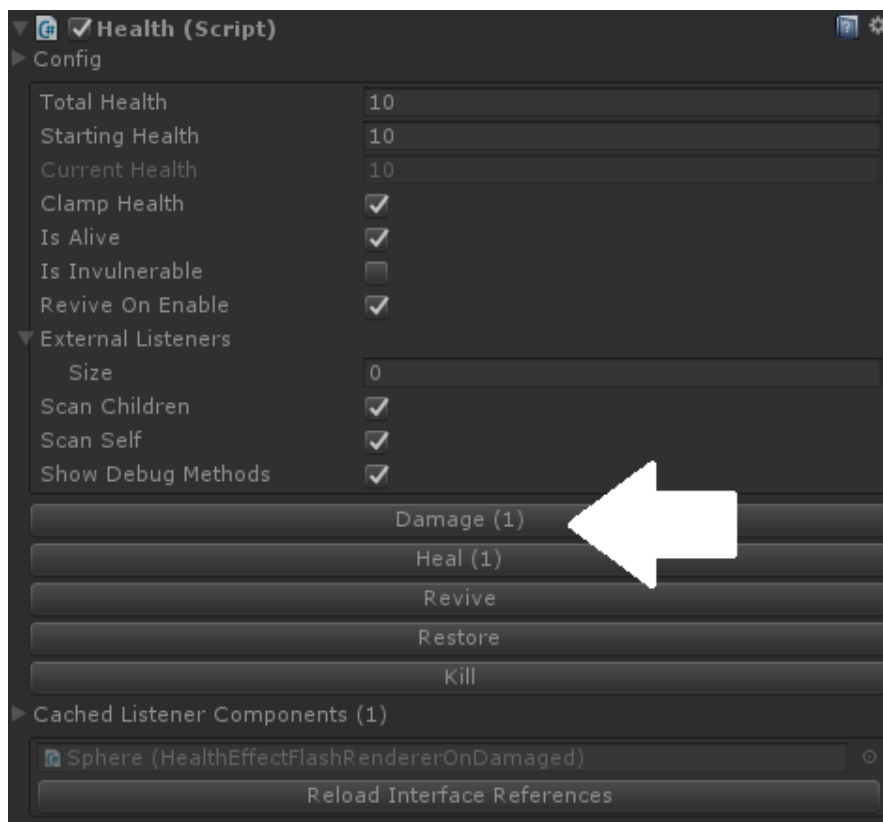 Health (Script)
Config
Total Health 10
Starting Health 10
Current Health 10
Clamp Health
Is Alive
Is Invulnerable
Revive On Enable
External Listeners
Size 0
Scan Children
Scan Self
Show Debug Methods
Damage (1)
Heal (1)
Revive
Restore
Kill
Cached Listener Components (1)
Sphere (HealthEffectFlashRendererOnDamaged)
Reload Interface References